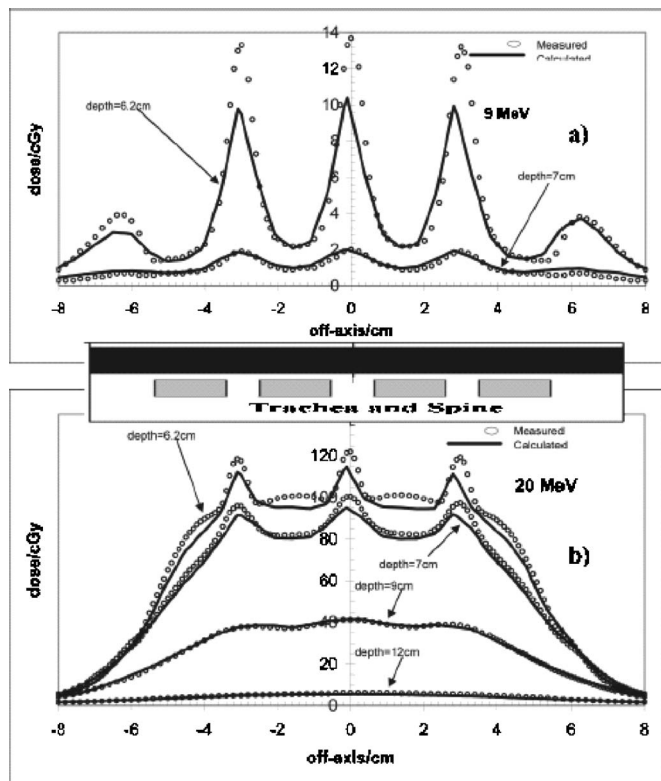 14
12
10
8
6
4
2
0
dose/cGy
Measured
Calculated
9 MeV
a)
depth=6.2cm
depth=7cm
-8 -6 -4 -2 0 2 4 6 8
off-axis/cm
Trachea and Spine
120
100
80
60
40
20
0
dose/cGy
Measured
Calculated
20 MeV
b)
depth=6.2cm
depth=7cm
depth=9cm
depth=12cm
-8 -6 -4 -2 0 2 4 6 8
off-axis/cm